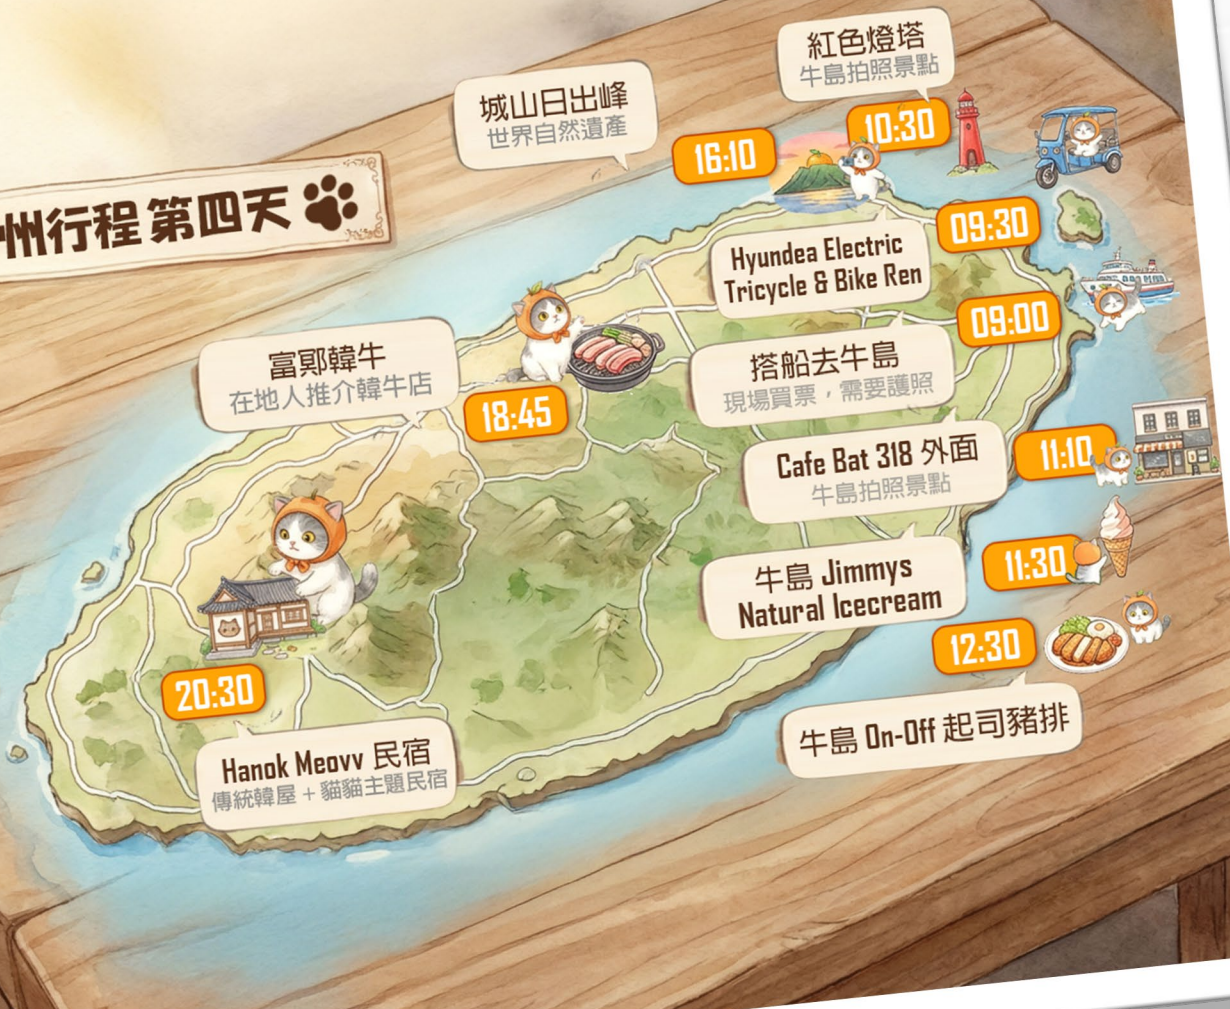 州行程 第四天
紅色燈塔
牛島拍照景點
10:30
城山日出峰
世界自然遺產
16:10
Hyundea Electric
Tricycle & Bike Ren
09:30
搭船去牛島
現場買票，需要護照
09:00
富鄍韓牛
在地人推介韓牛店
18:45
Cafe Bat 318 外面
牛島拍照景點
11:10
牛島 Jimmys
Natural Icecream
11:30
12:30
牛島 On-Off 起司豬排
20:30
Hanok Meovv 民宿
傳統韓屋 + 貓貓主題民宿